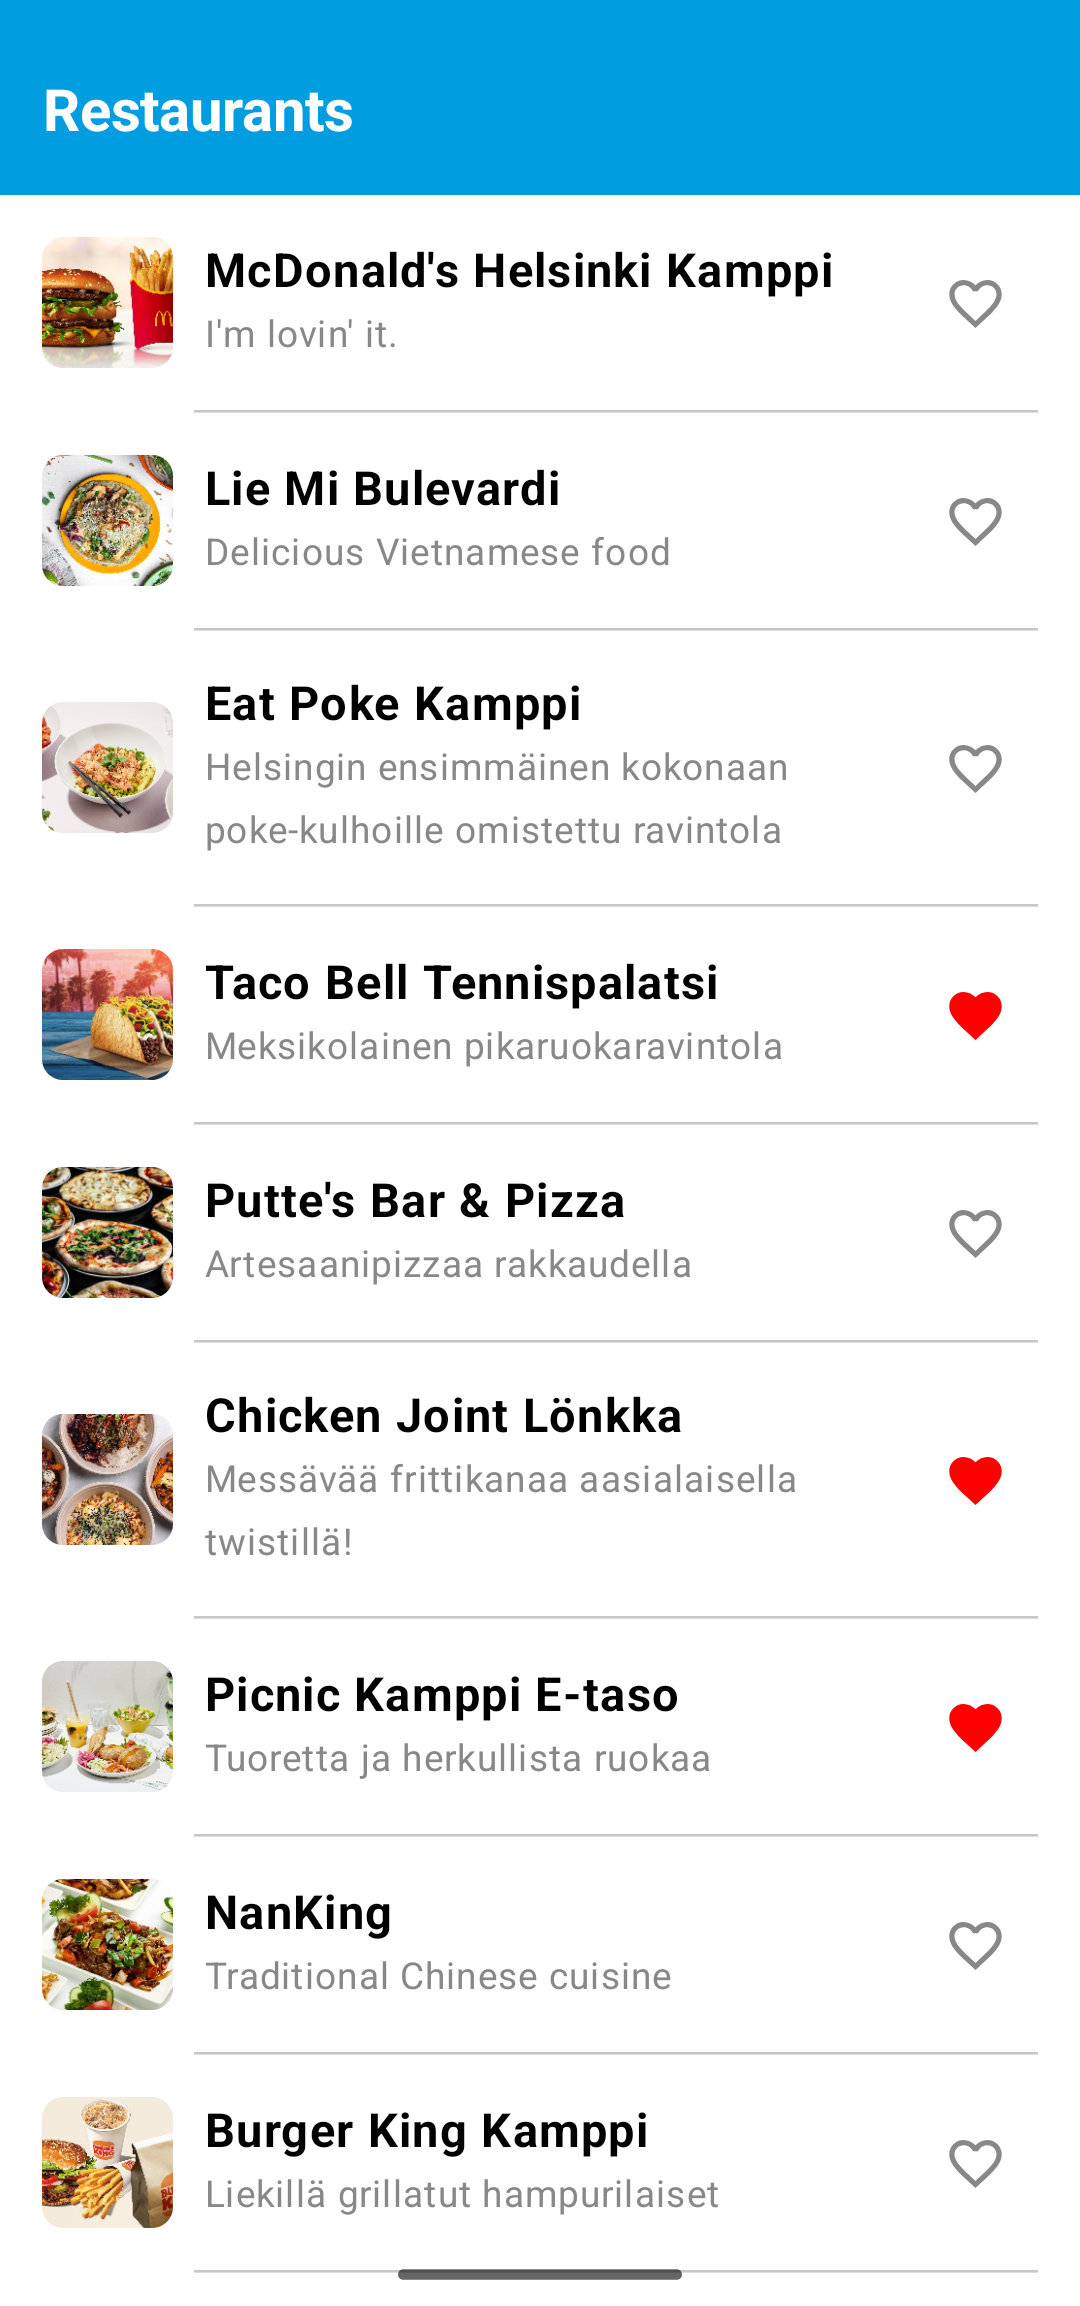 Restaurants
McDonald's Helsinki Kamppi
I'm lovin' it.
Lie Mi Bulevardi
Delicious Vietnamese food
Eat Poke Kamppi
Helsingin ensimmäinen kokonaan
poke-kulhoille omistettu ravintola
Taco Bell Tennispalatsi
Meksikolainen pikaruokaravintola
Putte's Bar & Pizza
Artesaanipizzaa rakkaudella
Chicken Joint Lönkka
Messävää frittikanaa aasialaisella
twistillä!
Picnic Kamppi E-taso
Tuoretta ja herkullista ruokaa
NanKing
Traditional Chinese cuisine
Burger King Kamppi
Liekillä grillatut hampurilaiset